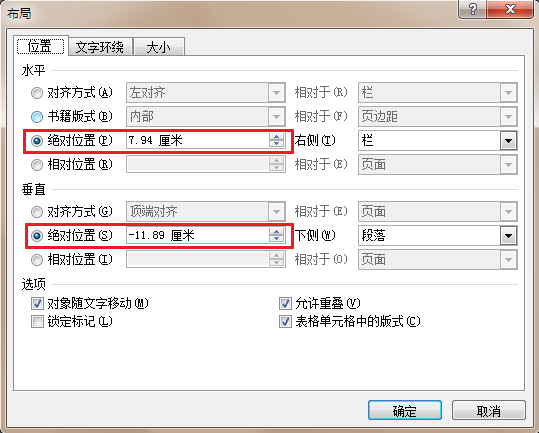 布局
位置 文字环绕 大小
水平
对齐方式(A) 左对齐 相对于(R) 栏
书籍版式(B) 内部 相对于(F) 页边距
绝对位置(P) 7.94 厘米 右侧(T) 栏
相对位置(R) 相对于(E) 页面
垂直
对齐方式(G) 顶端对齐 相对于(E) 页面
绝对位置(S) -11.89 厘米 下侧(W) 段落
相对位置(I) 相对于(O) 页面
选项
对象随文字移动(M) 允许重叠(V)
锁定标记(L) 表格单元格中的版式(C)
确定 取消